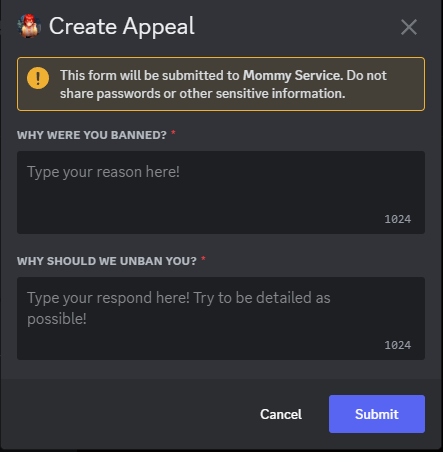 Create Appeal
This form will be submitted to Mommy Service. Do not
share passwords or other sensitive information.
WHY WERE YOU BANNED? *
Type your reason here!
1024
WHY SHOULD WE UNBAN YOU? *
Type your respond here! Try to be detailed as
possible!
1024
Cancel Submit